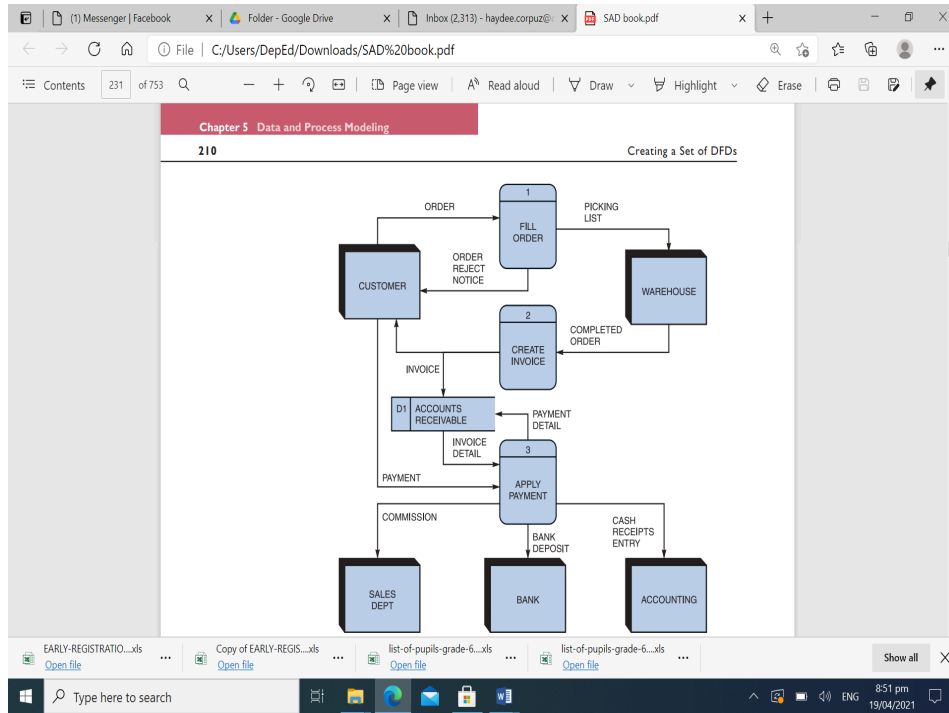 (1) Messenger | Facebook
Folder - Google Drive
Inbox (2,313) - haydee.corpuz@
SAD book.pdf
File | C:/Users/DepEd/Downloads/SAD%20book.pdf
Contents 231 of 753
Page view
Read aloud
Draw
Highlight
Erase
Chapter 5 Data and Process Modeling
210
Creating a Set of DFDs
1
ORDER
PICKING
LIST
FILL
ORDER
ORDER
REJECT
NOTICE
CUSTOMER
WAREHOUSE
2
COMPLETED
ORDER
CREATE
INVOICE
INVOICE
D1 ACCOUNTS
RECEIVABLE
PAYMENT
DETAIL
INVOICE
DETAIL
3
PAYMENT
APPLY
PAYMENT
COMMISSION
CASH
RECEIPTS
ENTRY
BANK
DEPOSIT
SALES
DEPT
BANK
ACCOUNTING
EARLY-REGISTRATIO....xls
Open file
Copy of EARLY-REGIS....xls
Open file
list-of-pupils-grade-6....xls
Open file
list-of-pupils-grade-6....xls
Open file
Show all
Type here to search
ENG
8:51 pm
19/04/2021